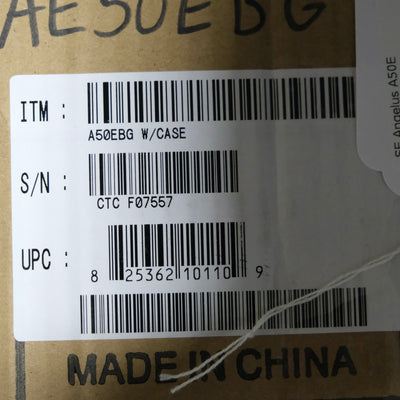 AE50EBG
ITM :
A50EBG W/CASE
S/N :
CTC F07557
UPC :
8 25362 10110 9
MADE IN CHINA
SE Angelus A50E